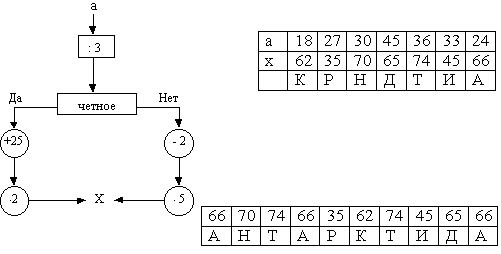 а
: 3
четное
Да
Нет
+25
- 2
·2
Х
· 5
а 18 27 30 45 36 33 24
х 62 35 70 65 74 45 66
К Р Н Д Т И А
66 70 74 66 35 62 74 45 65 66
А Н Т А Р К Т И Д А